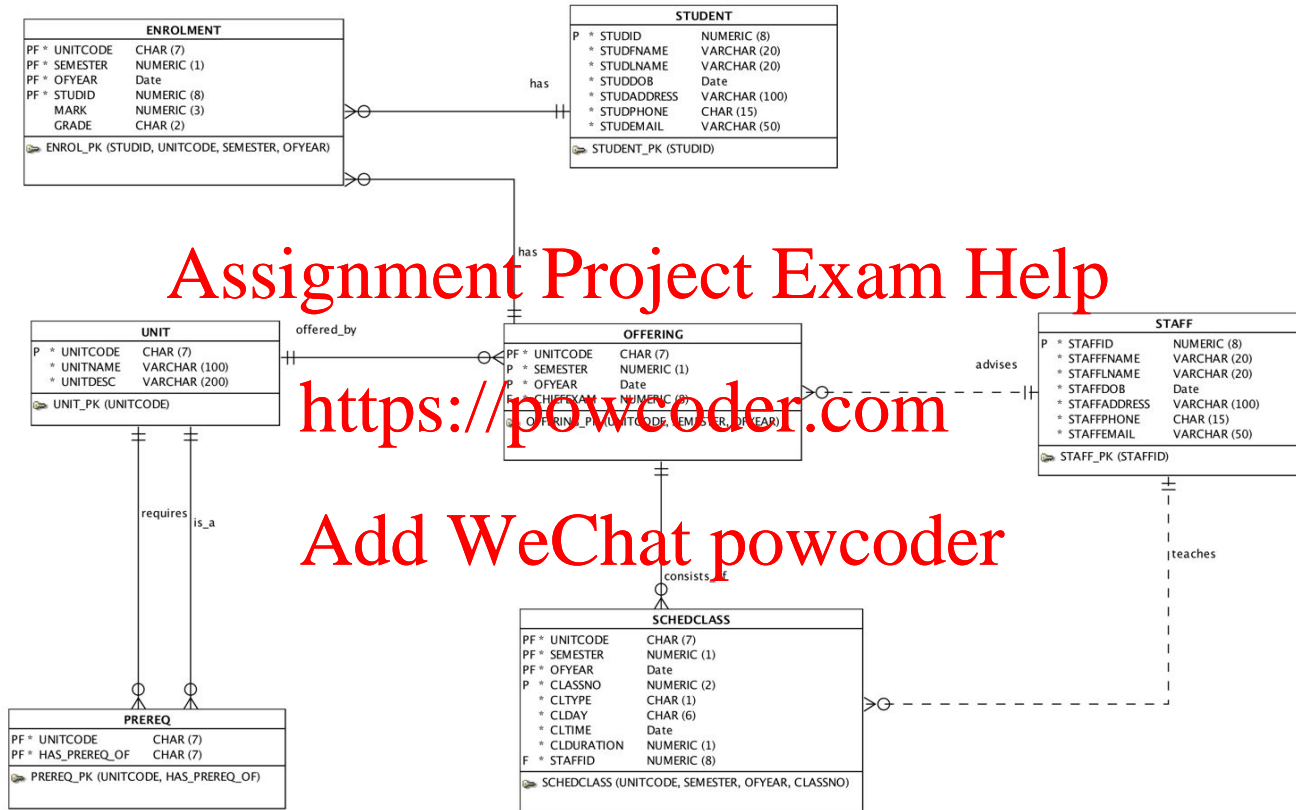 ENROLMENT
PF * UNITCODE CHAR (7)
PF * SEMESTER NUMERIC (1)
PF * OFYEAR Date
PF * STUDID NUMERIC (8)
MARK NUMERIC (3)
GRADE CHAR (2)
ENROL_PK (STUDID, UNITCODE, SEMESTER, OFYEAR)
STUDENT
P * STUDID NUMERIC (8)
* STUDFNAME VARCHAR (20)
* STUDLNAME VARCHAR (20)
* STUDDOB Date
* STUDADDRESS VARCHAR (100)
* STUDPHONE CHAR (15)
* STUDEMAIL VARCHAR (50)
STUDENT_PK (STUDID)
has
has
Assignment Project Exam Help
UNIT
P * UNITCODE CHAR (7)
* UNITNAME VARCHAR (100)
* UNITDESC VARCHAR (200)
UNIT_PK (UNITCODE)
offered_by
OFFERING
PF * UNITCODE CHAR (7)
P * SEMESTER NUMERIC (1)
P * OFYEAR Date
F * CHIEFEXAM NUMERIC (8)
OFFERING_PK (UNITCODE, SEMESTER, OFYEAR)
advises
STAFF
P * STAFFID NUMERIC (8)
* STAFFFNAME VARCHAR (20)
* STAFFLNAME VARCHAR (20)
* STAFFDOB Date
* STAFFADDRESS VARCHAR (100)
* STAFFPHONE CHAR (15)
* STAFFEMAIL VARCHAR (50)
STAFF_PK (STAFFID)
https://powcoder.com
requires
is_a
Add WeChat powcoder
teaches
consists_of
SCHEDCLASS
PF * UNITCODE CHAR (7)
PF * SEMESTER NUMERIC (1)
PF * OFYEAR Date
P * CLASSNO NUMERIC (2)
* CLTYPE CHAR (1)
* CLDAY CHAR (6)
* CLTIME Date
* CLDURATION NUMERIC (1)
F * STAFFID NUMERIC (8)
SCHEDCLASS (UNITCODE, SEMESTER, OFYEAR, CLASSNO)
PREREQ
PF * UNITCODE CHAR (7)
PF * HAS_PREREQ_OF CHAR (7)
PREREQ_PK (UNITCODE, HAS_PREREQ_OF)